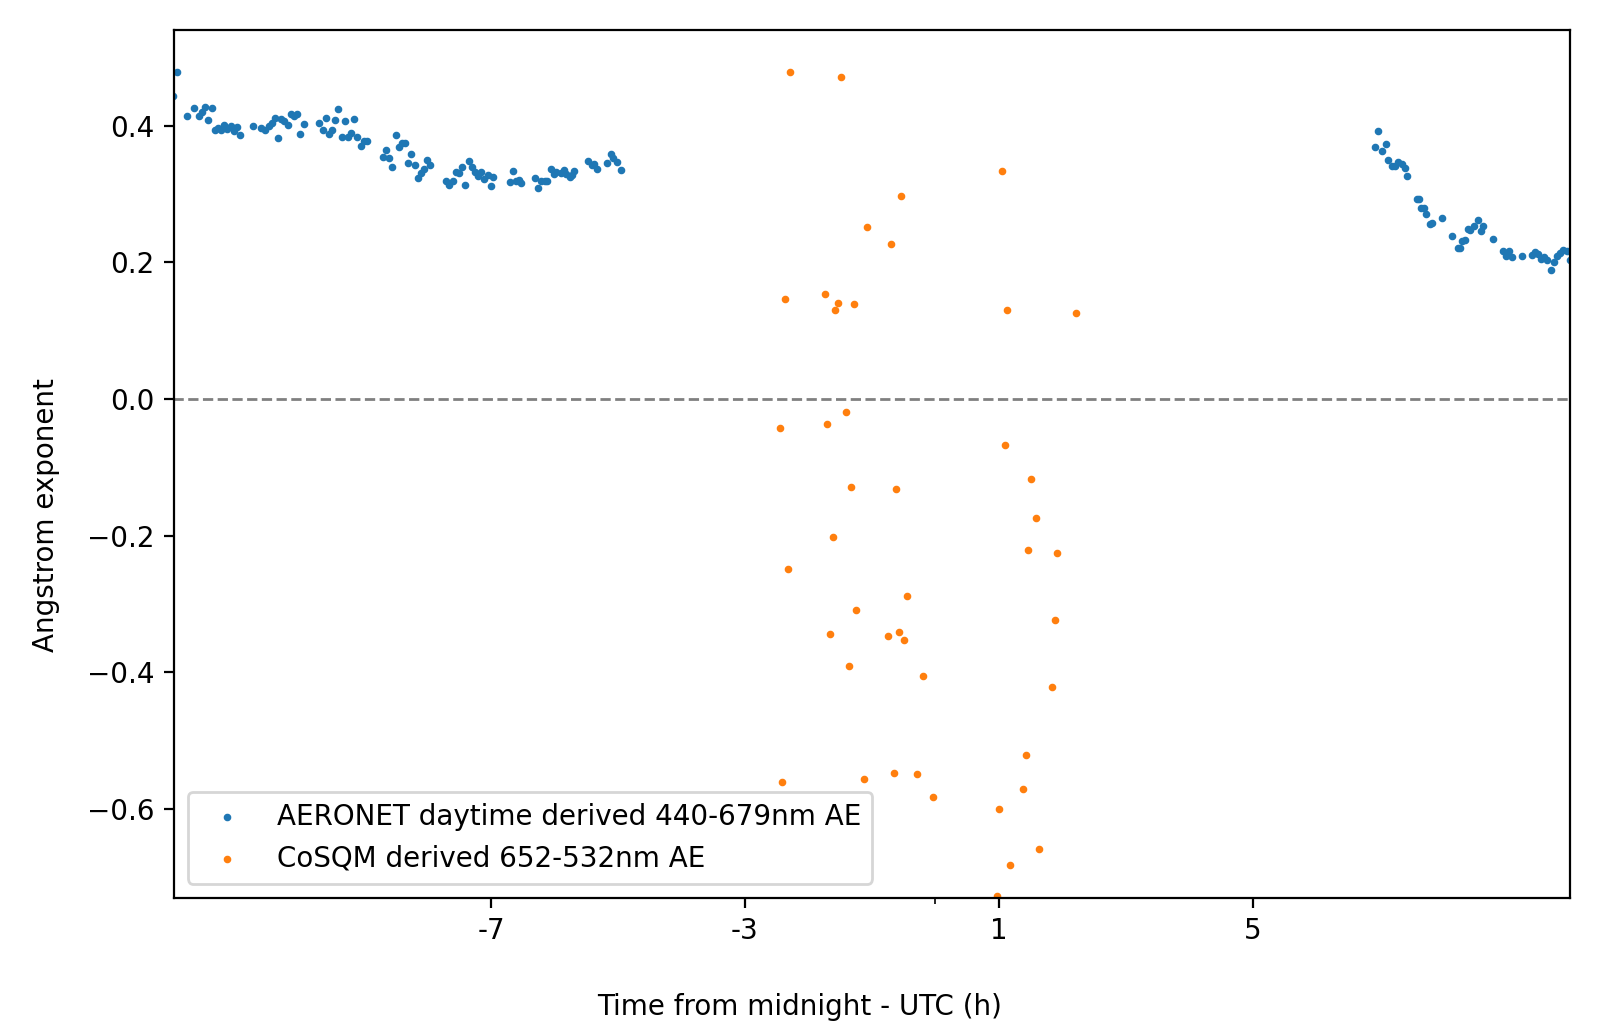 0.4
0.2
0.0
−0.2
−0.4
−0.6
Angstrom exponent
AERONET daytime derived 440-679nm AE
CoSQM derived 652-532nm AE
-7
-3
1
5
Time from midnight - UTC (h)